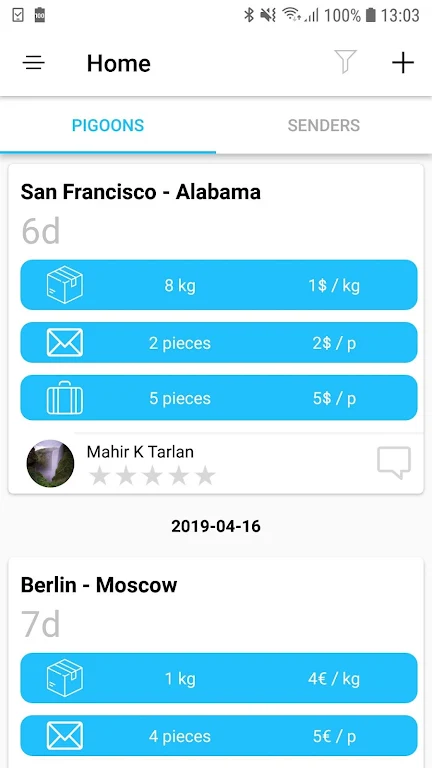 100 100% 13:03
Home
PIGOONS SENDERS
San Francisco - Alabama
6d
8 kg 1$ / kg
2 pieces 2$ / p
5 pieces 5$ / p
Mahir K Tarlan
2019-04-16
Berlin - Moscow
7d
1 kg 4€ / kg
4 pieces 5€ / p